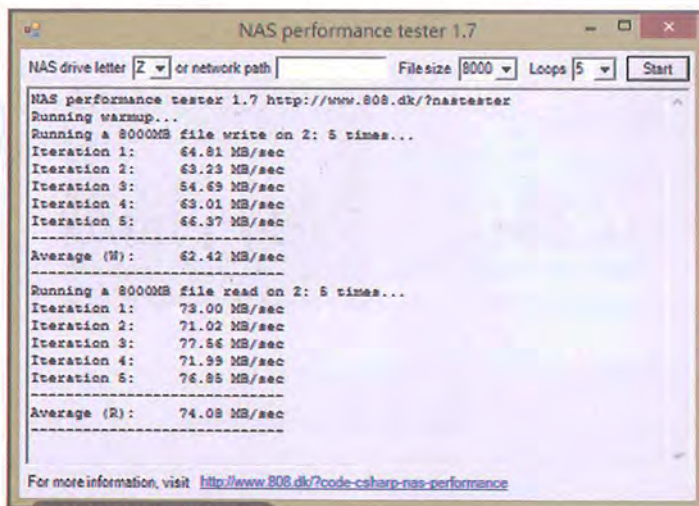 NAS performance tester 1.7
NAS drive letter Z or network path File size 8000 Loops 5 Start
NAS performance tester 1.7 http://www.808.dk/?nastester
Running warmup...
Running a 8000MB file write on Z: 5 times...
Iteration 1: 64.81 MB/sec
Iteration 2: 63.23 MB/sec
Iteration 3: 54.69 MB/sec
Iteration 4: 63.01 MB/sec
Iteration 5: 66.37 MB/sec
------------------------------
Average (W): 62.42 MB/sec
------------------------------
Running a 8000MB file read on Z: 5 times...
Iteration 1: 73.00 MB/sec
Iteration 2: 71.02 MB/sec
Iteration 3: 77.56 MB/sec
Iteration 4: 71.99 MB/sec
Iteration 5: 76.85 MB/sec
------------------------------
Average (R): 74.08 MB/sec
------------------------------
For more information, visit http://www.808.dk/?code-csharp-nas-performance